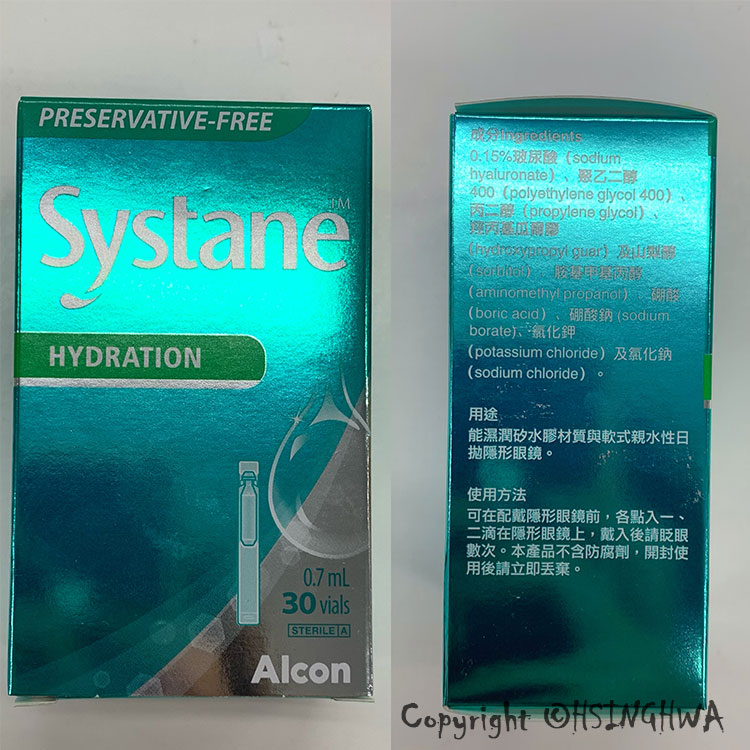 PRESERVATIVE-FREE
Systane™
HYDRATION
0.7 mL
30 vials
STERILE A
Alcon
成分Ingredients
0.15%玻尿酸（sodium
hyaluronate）、聚乙二醇
400（polyethylene glycol 400）、
丙二醇（propylene glycol）、
羥丙基瓜爾膠
(hydroxypropyl guar）及山梨醇
（sorbitol）、胺基甲基丙醇
（aminomethyl propanol）、硼酸
（boric acid）、硼酸鈉 (sodium
borate)、氯化鉀
（potassium chloride）及氯化鈉
（sodium chloride）。
用途
能濕潤矽水膠材質與軟式親水性日
拋隱形眼鏡。
使用方法
可在配戴隱形眼鏡前，各點入一、
二滴在隱形眼鏡上，戴入後請眨眼
數次。本產品不含防腐劑，開封使
用後請立即丟棄。
Copyright ©HSINGHWA